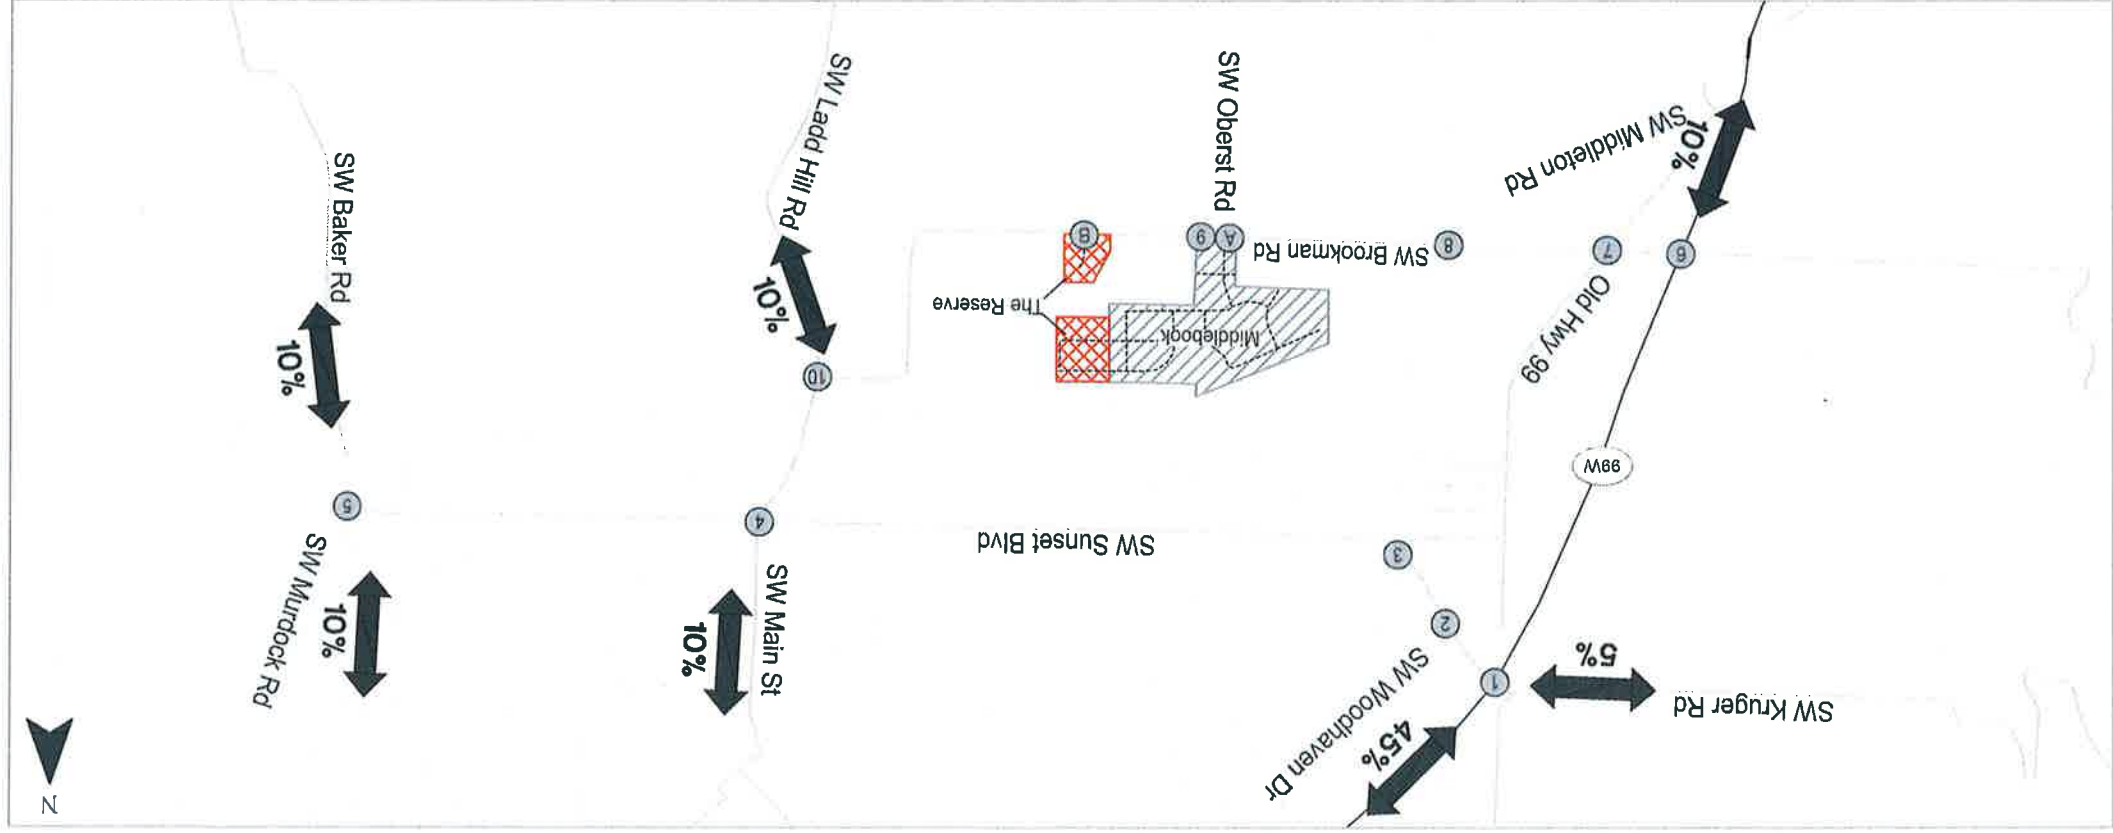 N
SW Kruger Rd
5%
45%
SW Woodhaven Dr
1
2
3
SW Main St
10%
SW Murdock Rd
10%
SW Sunset Blvd
4
5
99W
Old Hwy 99
Middlebook
The Reserve
10
10%
SW Ladd Hill Rd
10%
SW Baker Rd
6
7
8
SW Brookman Rd
A
9
B
10%
SW Middleton Rd
SW Oberst Rd